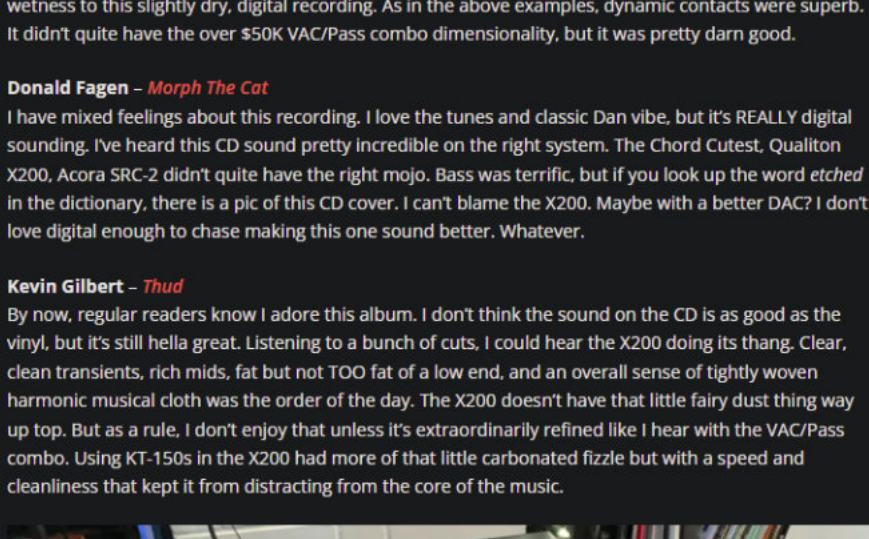 wetness to this slightly dry, digital recording. As in the above examples, dynamic contacts were superb.
It didn't quite have the over $50K VAC/Pass combo dimensionality, but it was pretty darn good.
Donald Fagen – Morph The Cat
I have mixed feelings about this recording. I love the tunes and classic Dan vibe, but it's REALLY digital
sounding. I've heard this CD sound pretty incredible on the right system. The Chord Cutest, Qualiton
X200, Acora SRC-2 didn't quite have the right mojo. Bass was terrific, but if you look up the word etched
in the dictionary, there is a pic of this CD cover. I can't blame the X200. Maybe with a better DAC? I don't
love digital enough to chase making this one sound better. Whatever.
Kevin Gilbert – Thud
By now, regular readers know I adore this album. I don't think the sound on the CD is as good as the
vinyl, but it's still hella great. Listening to a bunch of cuts, I could hear the X200 doing its thang. Clear,
clean transients, rich mids, fat but not TOO fat of a low end, and an overall sense of tightly woven
harmonic musical cloth was the order of the day. The X200 doesn't have that little fairy dust thing way
up top. But as a rule, I don't enjoy that unless it's extraordinarily refined like I hear with the VAC/Pass
combo. Using KT-150s in the X200 had more of that little carbonated fizzle but with a speed and
cleanliness that kept it from distracting from the core of the music.